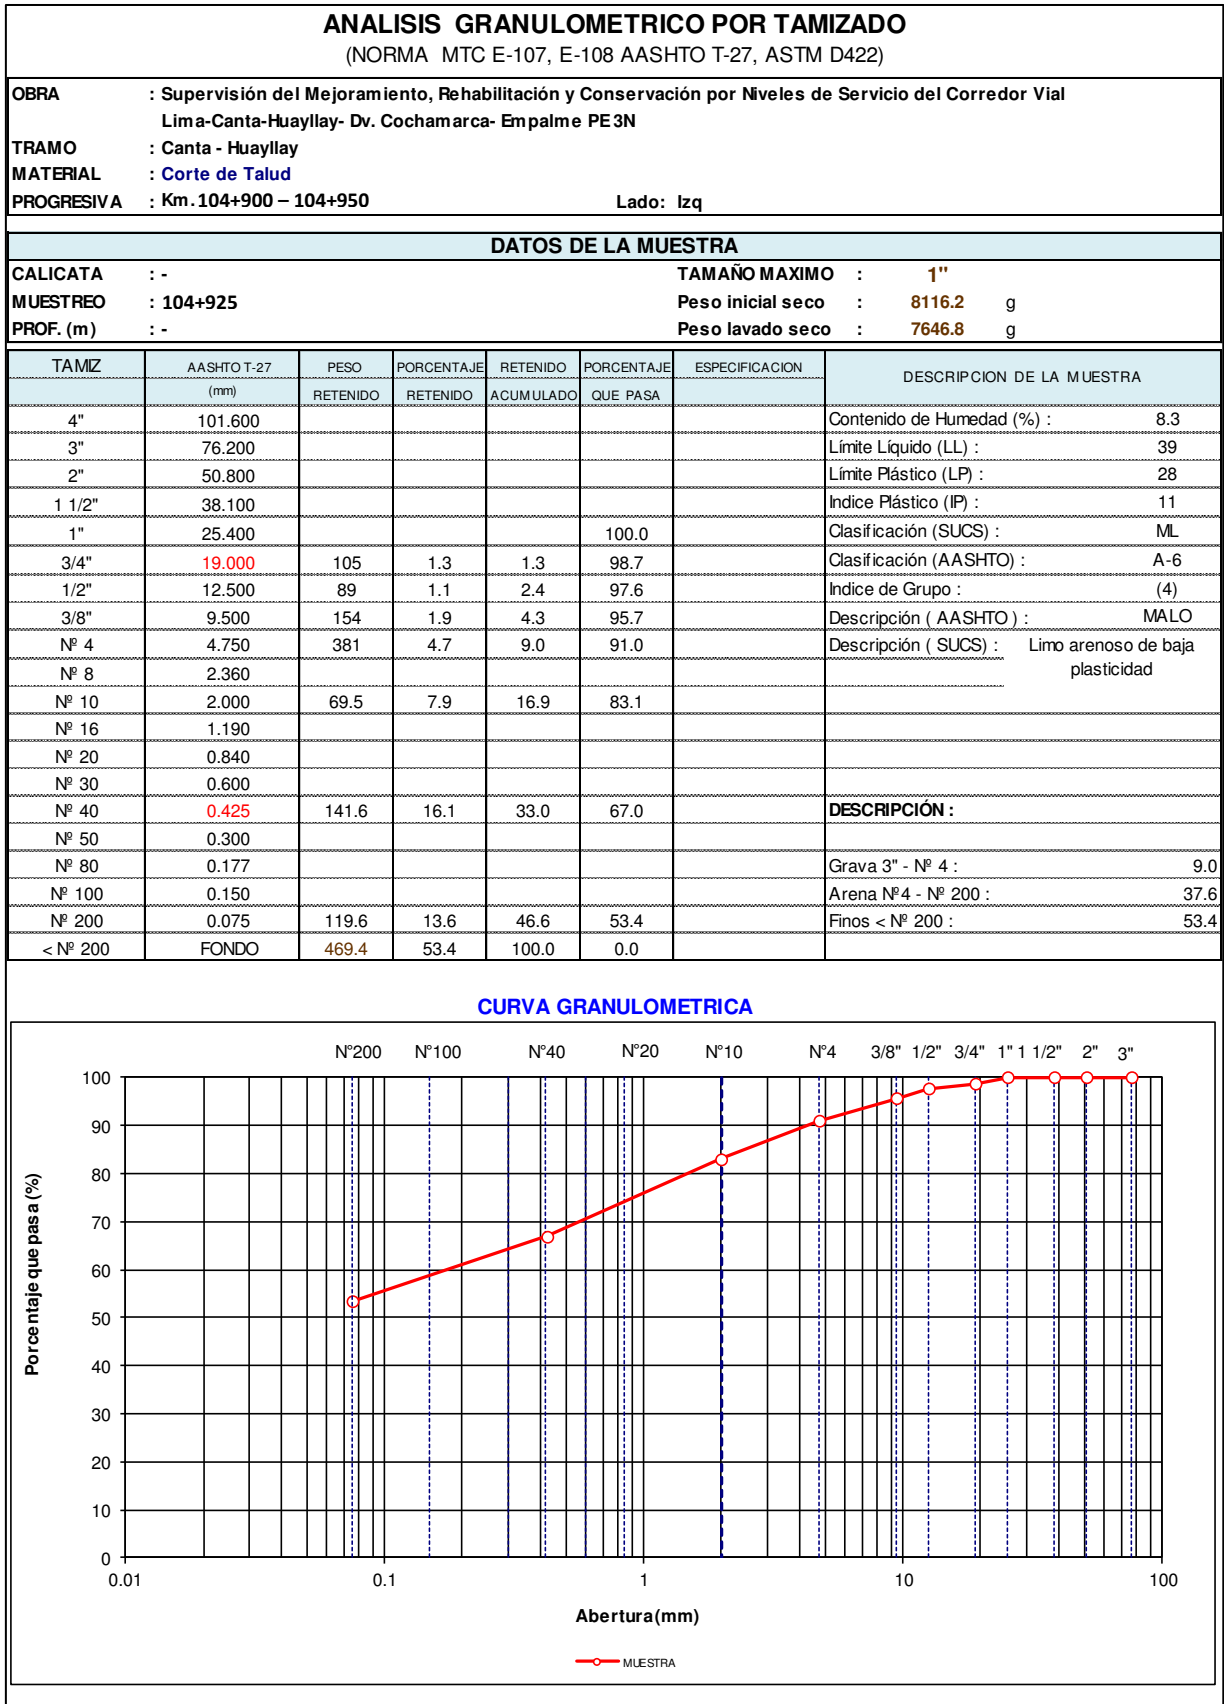 ANALISIS GRANULOMETRICO POR TAMIZADO
(NORMA MTC E-107, E-108 AASHTO T-27, ASTM D422)
OBRA : Supervisión del Mejoramiento, Rehabilitación y Conservación por Niveles de Servicio del Corredor Vial
Lima-Canta-Huayllay- Dv. Cochamarca- Empalme PE3N
TRAMO : Canta - Huayllay
MATERIAL : Corte de Talud
PROGRESIVA : Km. 104+900 – 104+950 Lado: Izq
DATOS DE LA MUESTRA
CALICATA : - TAMAÑO MAXIMO : 1"
MUESTREO : 104+925 Peso inicial seco : 8116.2 g
PROF. (m) : - Peso lavado seco : 7646.8 g
TAMIZ AASHTO T-27 PESO PORCENTAJE RETENIDO PORCENTAJE ESPECIFICACION DESCRIPCION DE LA MUESTRA
(mm) RETENIDO RETENIDO ACUMULADO QUE PASA
4" 101.600 Contenido de Humedad (%) : 8.3
3" 76.200 Límite Líquido (LL) : 39
2" 50.800 Límite Plástico (LP) : 28
1 1/2" 38.100 Indice Plástico (IP) : 11
1" 25.400 100.0 Clasificación (SUCS) : ML
3/4" 19.000 105 1.3 1.3 98.7 Clasificación (AASHTO) : A-6
1/2" 12.500 89 1.1 2.4 97.6 Indice de Grupo : (4)
3/8" 9.500 154 1.9 4.3 95.7 Descripción ( AASHTO ) : MALO
Nº 4 4.750 381 4.7 9.0 91.0 Descripción ( SUCS) : Limo arenoso de baja
Nº 8 2.360 plasticidad
Nº 10 2.000 69.5 7.9 16.9 83.1
Nº 16 1.190
Nº 20 0.840
Nº 30 0.600
Nº 40 0.425 141.6 16.1 33.0 67.0 DESCRIPCIÓN :
Nº 50 0.300
Nº 80 0.177 Grava 3" - Nº 4 : 9.0
Nº 100 0.150 Arena Nº4 - Nº 200 : 37.6
Nº 200 0.075 119.6 13.6 46.6 53.4 Finos < Nº 200 : 53.4
< Nº 200 FONDO 469.4 53.4 100.0 0.0
CURVA GRANULOMETRICA
N°200 N°100 N°40 N°20 N°10 N°4 3/8" 1/2" 3/4" 1" 1 1/2" 2" 3"
100
90
80
70
60
50
40
30
20
10
0
Porcentaje que pasa (%)
0.01 0.1 1 10 100
Abertura (mm)
MUESTRA